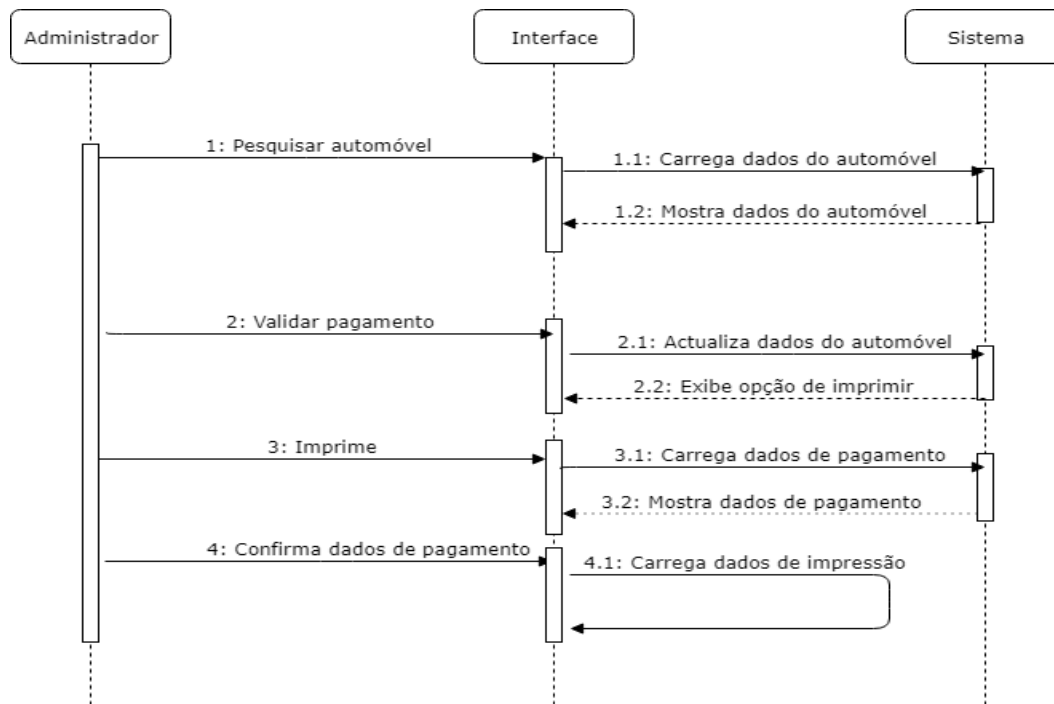 Administrador
Interface
Sistema
1: Pesquisar automóvel
1.1: Carrega dados do automóvel
1.2: Mostra dados do automóvel
2: Validar pagamento
2.1: Actualiza dados do automóvel
2.2: Exibe opção de imprimir
3: Imprime
3.1: Carrega dados de pagamento
3.2: Mostra dados de pagamento
4: Confirma dados de pagamento
4.1: Carrega dados de impressão